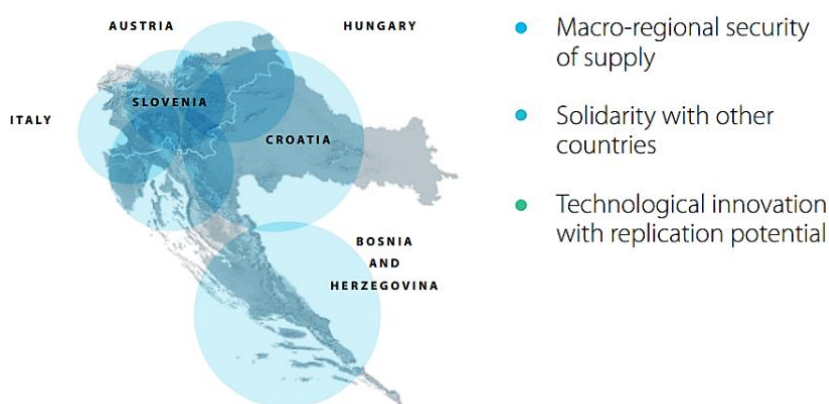 AUSTRIA
HUNGARY
ITALY
SLOVENIA
CROATIA
BOSNIA
AND
HERZEGOVINA
Macro-regional security
of supply
Solidarity with other
countries
Technological innovation
with replication potential